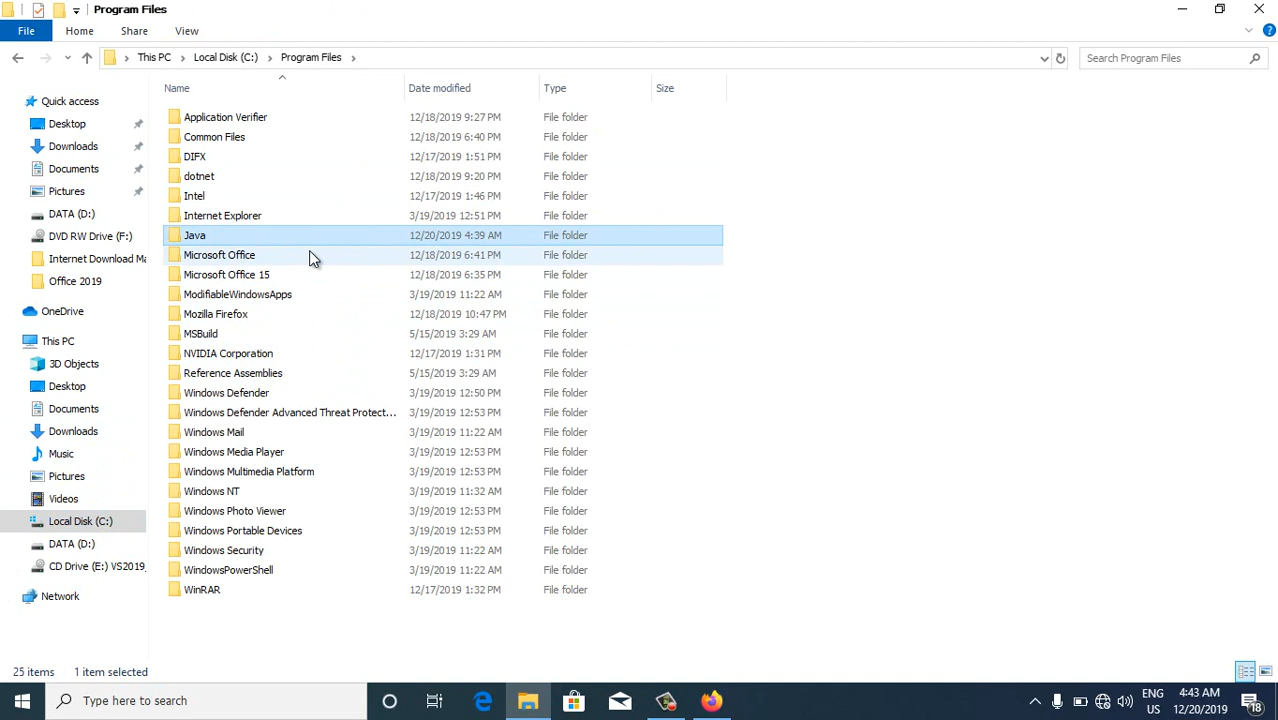 Program Files
File Home Share View
This PC Local Disk (C:) Program Files Search Program Files
Name Date modified Type Size
Quick access
Desktop
Downloads
Documents
Pictures
DATA (D:)
DVD RW Drive (F:)
Internet Download Ma
Office 2019
OneDrive
This PC
3D Objects
Desktop
Documents
Downloads
Music
Pictures
Videos
Local Disk (C:)
DATA (D:)
CD Drive (E:) VS2019_
Network
Application Verifier 12/18/2019 9:27 PM File folder
Common Files 12/18/2019 6:40 PM File folder
DIFX 12/17/2019 1:51 PM File folder
dotnet 12/18/2019 9:20 PM File folder
Intel 12/17/2019 1:46 PM File folder
Internet Explorer 3/19/2019 12:51 PM File folder
Java 12/20/2019 4:39 AM File folder
Microsoft Office 12/18/2019 6:41 PM File folder
Microsoft Office 15 12/18/2019 6:35 PM File folder
ModifiableWindowsApps 3/19/2019 11:22 AM File folder
Mozilla Firefox 12/18/2019 10:47 PM File folder
MSBuild 5/15/2019 3:29 AM File folder
NVIDIA Corporation 12/17/2019 1:31 PM File folder
Reference Assemblies 5/15/2019 3:29 AM File folder
Windows Defender 3/19/2019 12:50 PM File folder
Windows Defender Advanced Threat Protect... 3/19/2019 12:53 PM File folder
Windows Mail 3/19/2019 11:22 AM File folder
Windows Media Player 3/19/2019 12:53 PM File folder
Windows Multimedia Platform 3/19/2019 12:53 PM File folder
Windows NT 3/19/2019 11:32 AM File folder
Windows Photo Viewer 3/19/2019 12:53 PM File folder
Windows Portable Devices 3/19/2019 12:53 PM File folder
Windows Security 3/19/2019 11:22 AM File folder
WindowsPowerShell 3/19/2019 11:22 AM File folder
WinRAR 12/17/2019 1:32 PM File folder
25 items 1 item selected
Type here to search
ENG 4:43 AM
US 12/20/2019
18